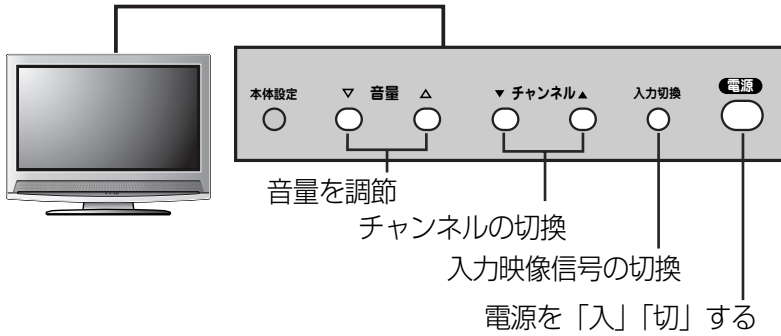 本体設定 ▽ 音量 △ ▼ チャンネル ▲ 入力切換 電源
音量を調節
チャンネルの切換
入力映像信号の切換
電源を「入」「切」する